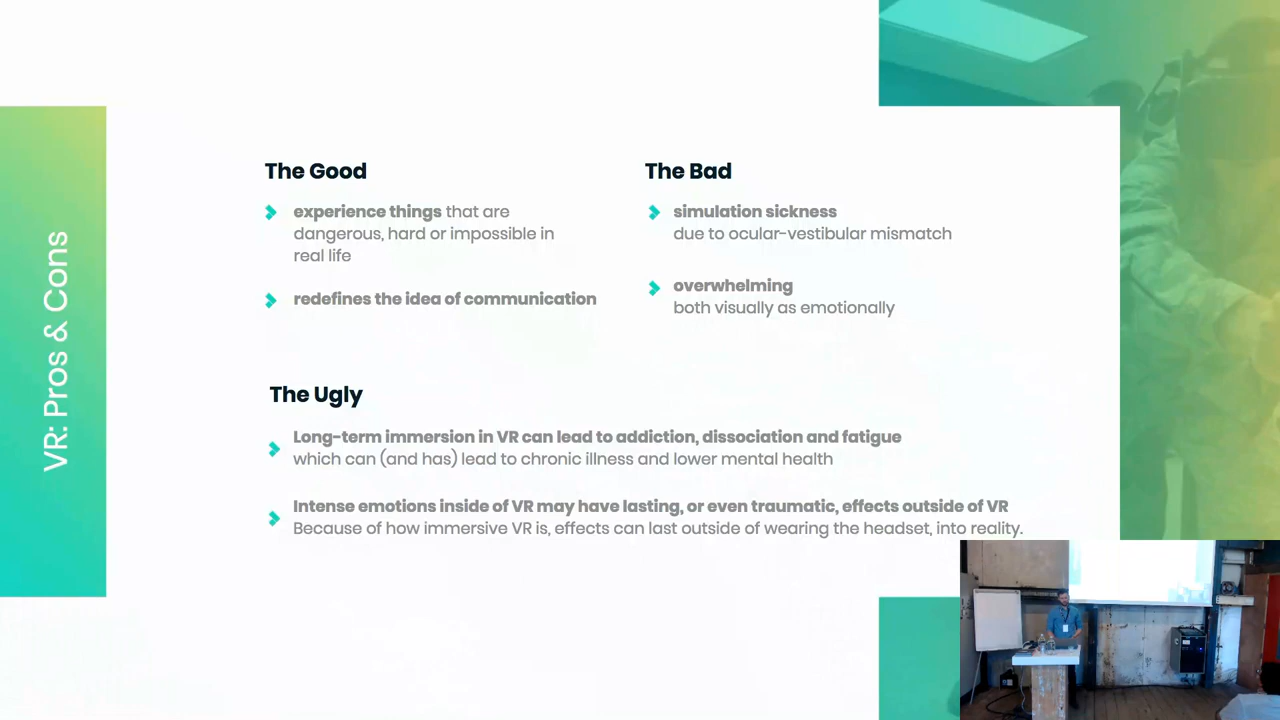 VR: Pros & Cons
The Good
experience things that are
dangerous, hard or impossible in
real life
redefines the idea of communication
The Bad
simulation sickness
due to ocular-vestibular mismatch
overwhelming
both visually as emotionally
The Ugly
Long-term immersion in VR can lead to addiction, dissociation and fatigue
which can (and has) lead to chronic illness and lower mental health
Intense emotions inside of VR may have lasting, or even traumatic, effects outside of VR
Because of how immersive VR is, effects can last outside of wearing the headset, into reality.